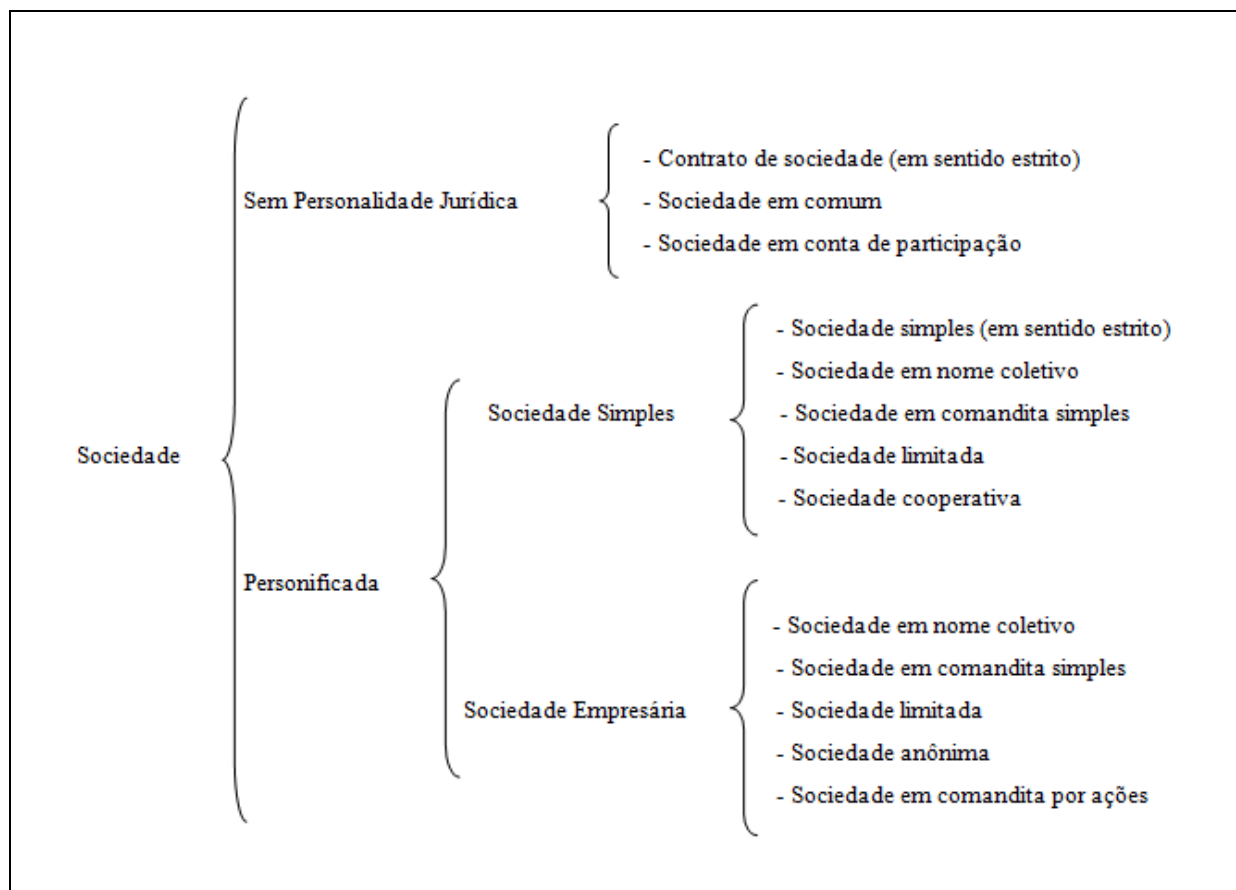 - Contrato de sociedade (em sentido estrito)
Sem Personalidade Jurídica
- Sociedade em comum
- Sociedade em conta de participação
- Sociedade simples (em sentido estrito)
- Sociedade em nome coletivo
Sociedade Simples
- Sociedade em comandita simples
Sociedade
- Sociedade limitada
- Sociedade cooperativa
Personificada
- Sociedade em nome coletivo
- Sociedade em comandita simples
Sociedade Empresária
- Sociedade limitada
- Sociedade anônima
- Sociedade em comandita por ações